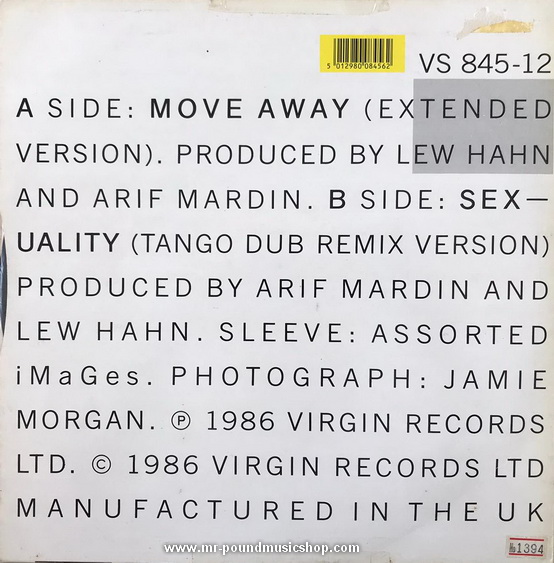 5 012980 084562
VS 845-12
A SIDE: MOVE AWAY (EXTENDED
VERSION). PRODUCED BY LEW HAHN
AND ARIF MARDIN. B SIDE: SEX—
UALITY (TANGO DUB REMIX VERSION)
PRODUCED BY ARIF MARDIN AND
LEW HAHN. SLEEVE: ASSORTED
iMaGes. PHOTOGRAPH: JAMIE
MORGAN. Ⓟ 1986 VIRGIN RECORDS
LTD. © 1986 VIRGIN RECORDS LTD
MANUFACTURED IN THE UK
№1394
www.mr-poundmusicshop.com